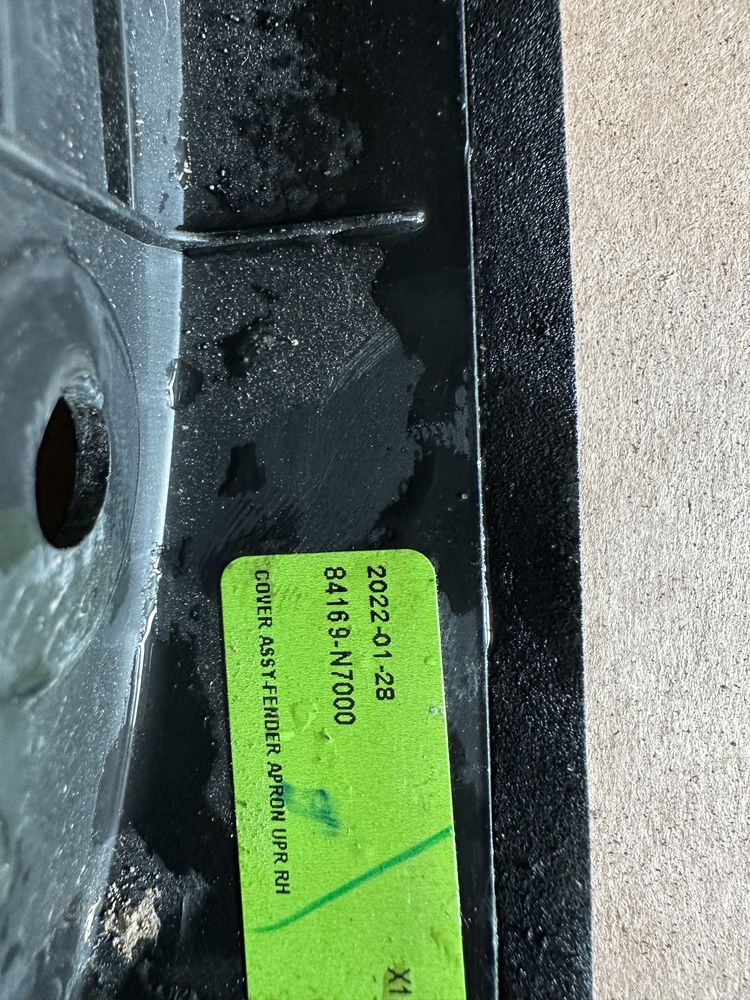 2022-01-28
84169-N7000
COVER ASSY-FENDER APRON UPR RH
X1